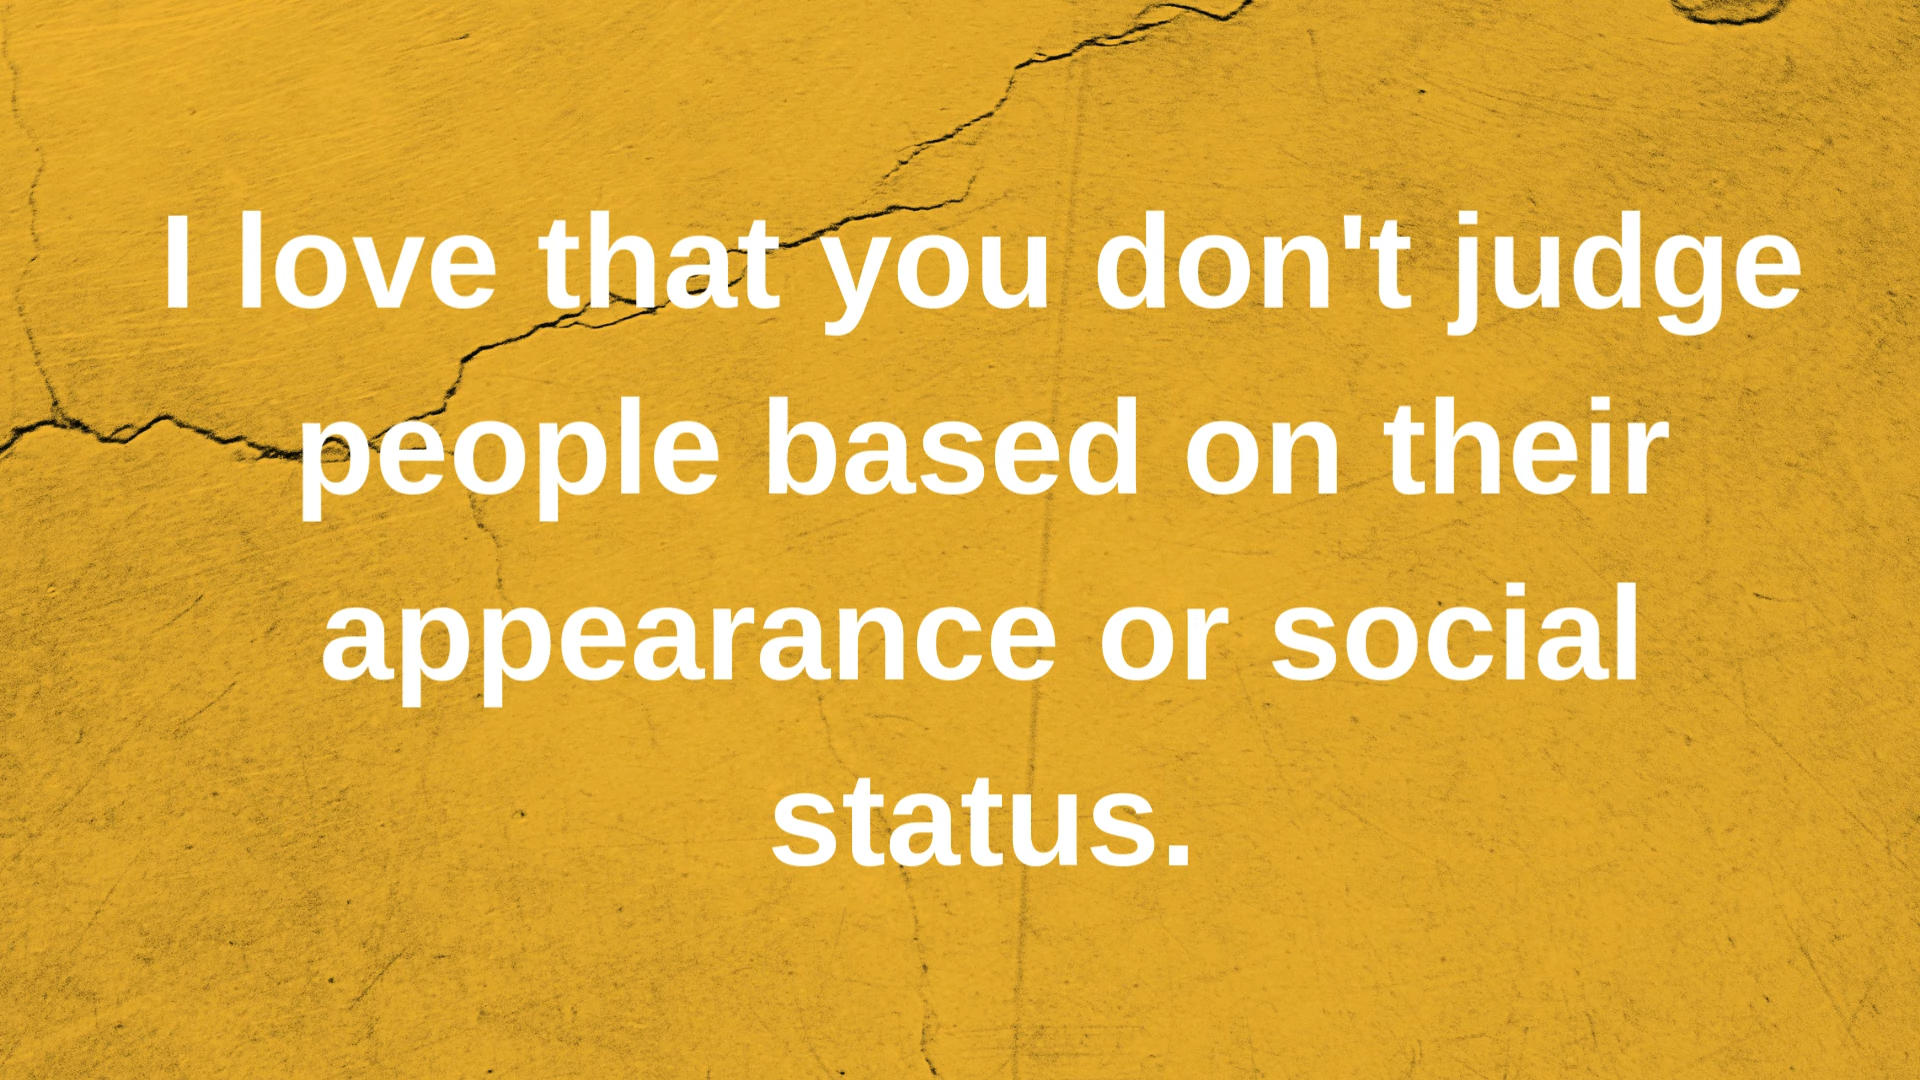 I love that you don't judge
people based on their
appearance or social
status.